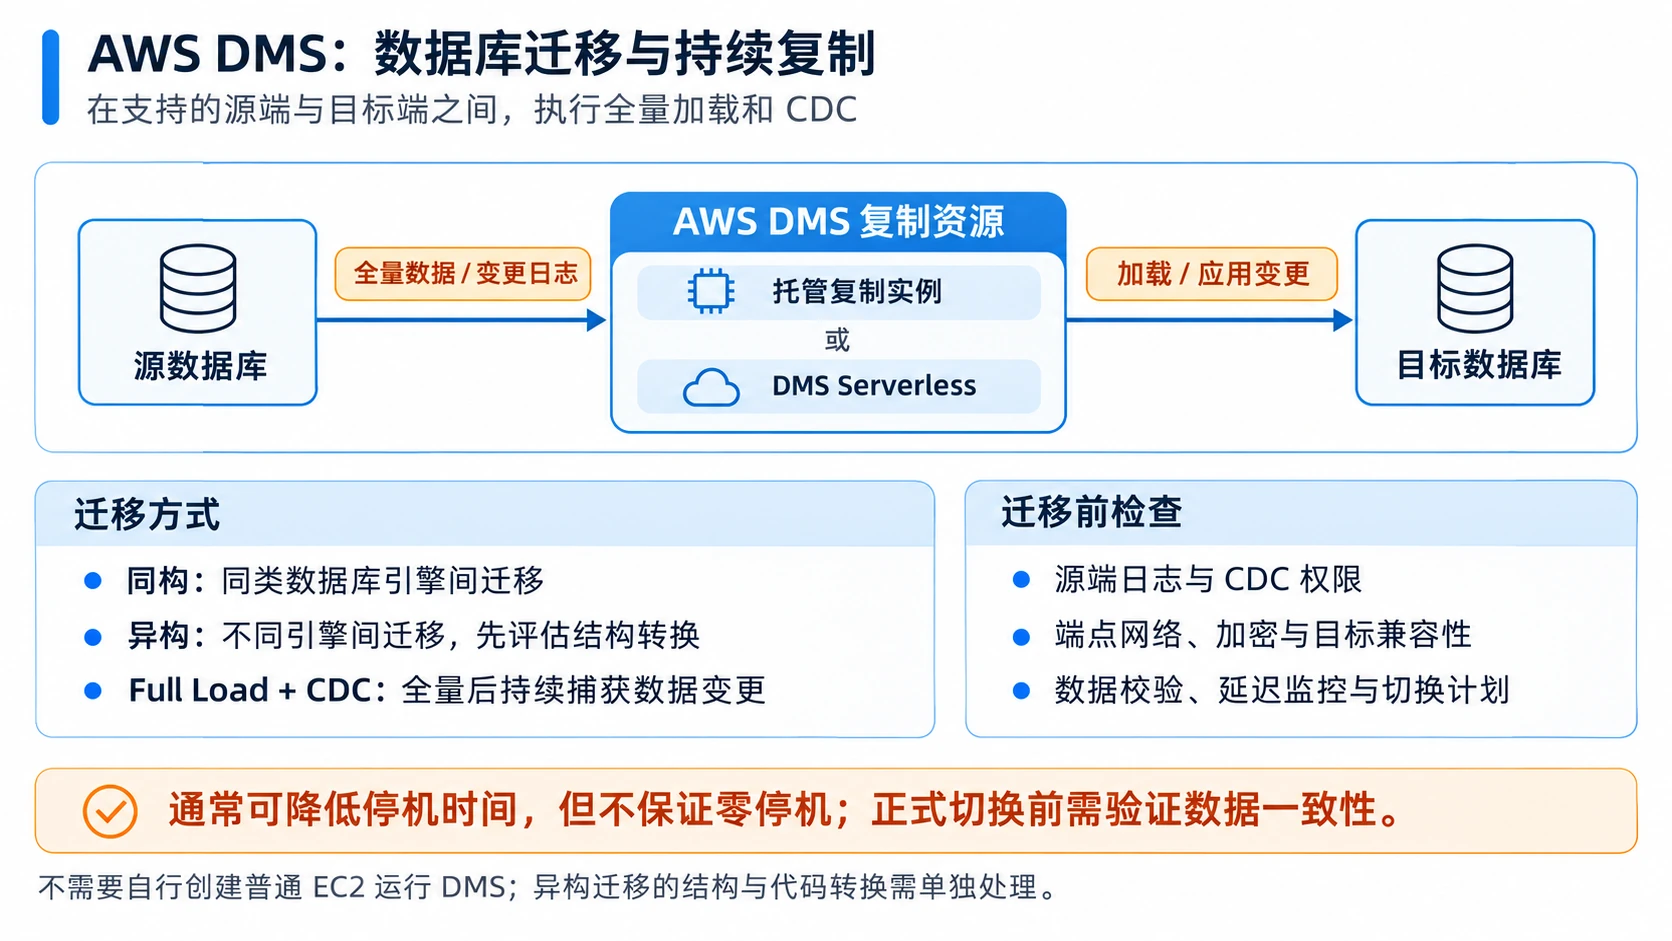 AWS DMS：数据库迁移与持续复制
在支持的源端与目标端之间，执行全量加载和 CDC
源数据库
全量数据 / 变更日志
AWS DMS 复制资源
托管复制实例
或
DMS Serverless
加载 / 应用变更
目标数据库
迁移方式
同构：同类数据库引擎间迁移
异构：不同引擎间迁移，先评估结构转换
Full Load + CDC：全量后持续捕获数据变更
迁移前检查
源端日志与 CDC 权限
端点网络、加密与目标兼容性
数据校验、延迟监控与切换计划
通常可降低停机时间，但不保证零停机；正式切换前需验证数据一致性。
不需要自行创建普通 EC2 运行 DMS；异构迁移的结构与代码转换需单独处理。